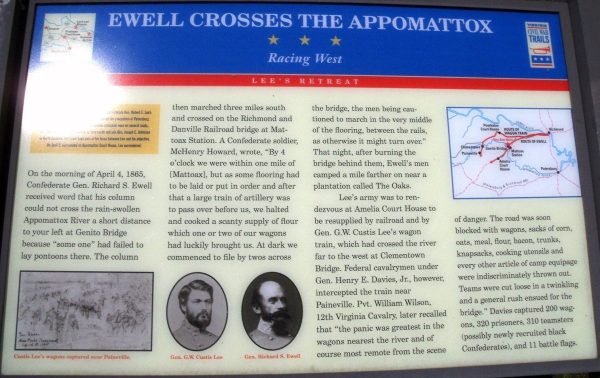 EWELL CROSSES THE APPOMATTOX
Racing West
LEE'S RETREAT
VIRGINIA
CIVIL WAR
TRAILS
On the morning of April 4, 1865,
Confederate Gen. Richard S. Ewell
received word that his column
could not cross the rain-swollen
Appomattox River a short distance
to your left at Genito Bridge
because "some one" had failed to
lay pontoons there. The column
then marched three miles south
and crossed on the Richmond and
Danville Railroad bridge at Mat-
toax Station. A Confederate soldier,
McHenry Howard, wrote, "By 4
o'clock we were within one mile of
[Mattoax], but as some flooring had
to be laid or put in order and after
that a large train of artillery was
to pass over before us, we halted
and cooked a scanty supply of flour
which one or two of our wagons
had luckily brought us. At dark we
commenced to file by twos across
the bridge, the men being cau-
tioned to march in the very middle
of the flooring, between the rails,
as otherwise it might turn over."
That night, after burning the
bridge behind them, Ewell's men
camped a mile farther on near a
plantation called The Oaks.
Lee's army was to ren-
dezvous at Amelia Court House to
be resupplied by railroad and by
Gen. G.W. Custis Lee's wagon
train, which had crossed the river
far to the west at Clementown
Bridge. Federal cavalrymen under
Gen. Henry E. Davies, Jr., however,
intercepted the train near
Paineville. Pvt. William Wilson,
12th Virginia Cavalry, later recalled
that "the panic was greatest in the
wagons nearest the river and of
course most remote from the scene
of danger. The road was soon
blocked with wagons, sacks of corn,
oats, meal, flour, bacon, trunks,
knapsacks, cooking utensils and
every other article of camp equipage
were indiscriminately thrown out.
Teams were cut loose in a twinkling
and a general rush ensued for the
bridge." Davies captured 200 wag-
ons, 320 prisoners, 310 teamsters
(possibly newly recruited black
Confederates), and 11 battle flags.
Custis Lee's wagons captured near Paineville.
Gen. G.W. Custis Lee
Gen. Richard S. Ewell